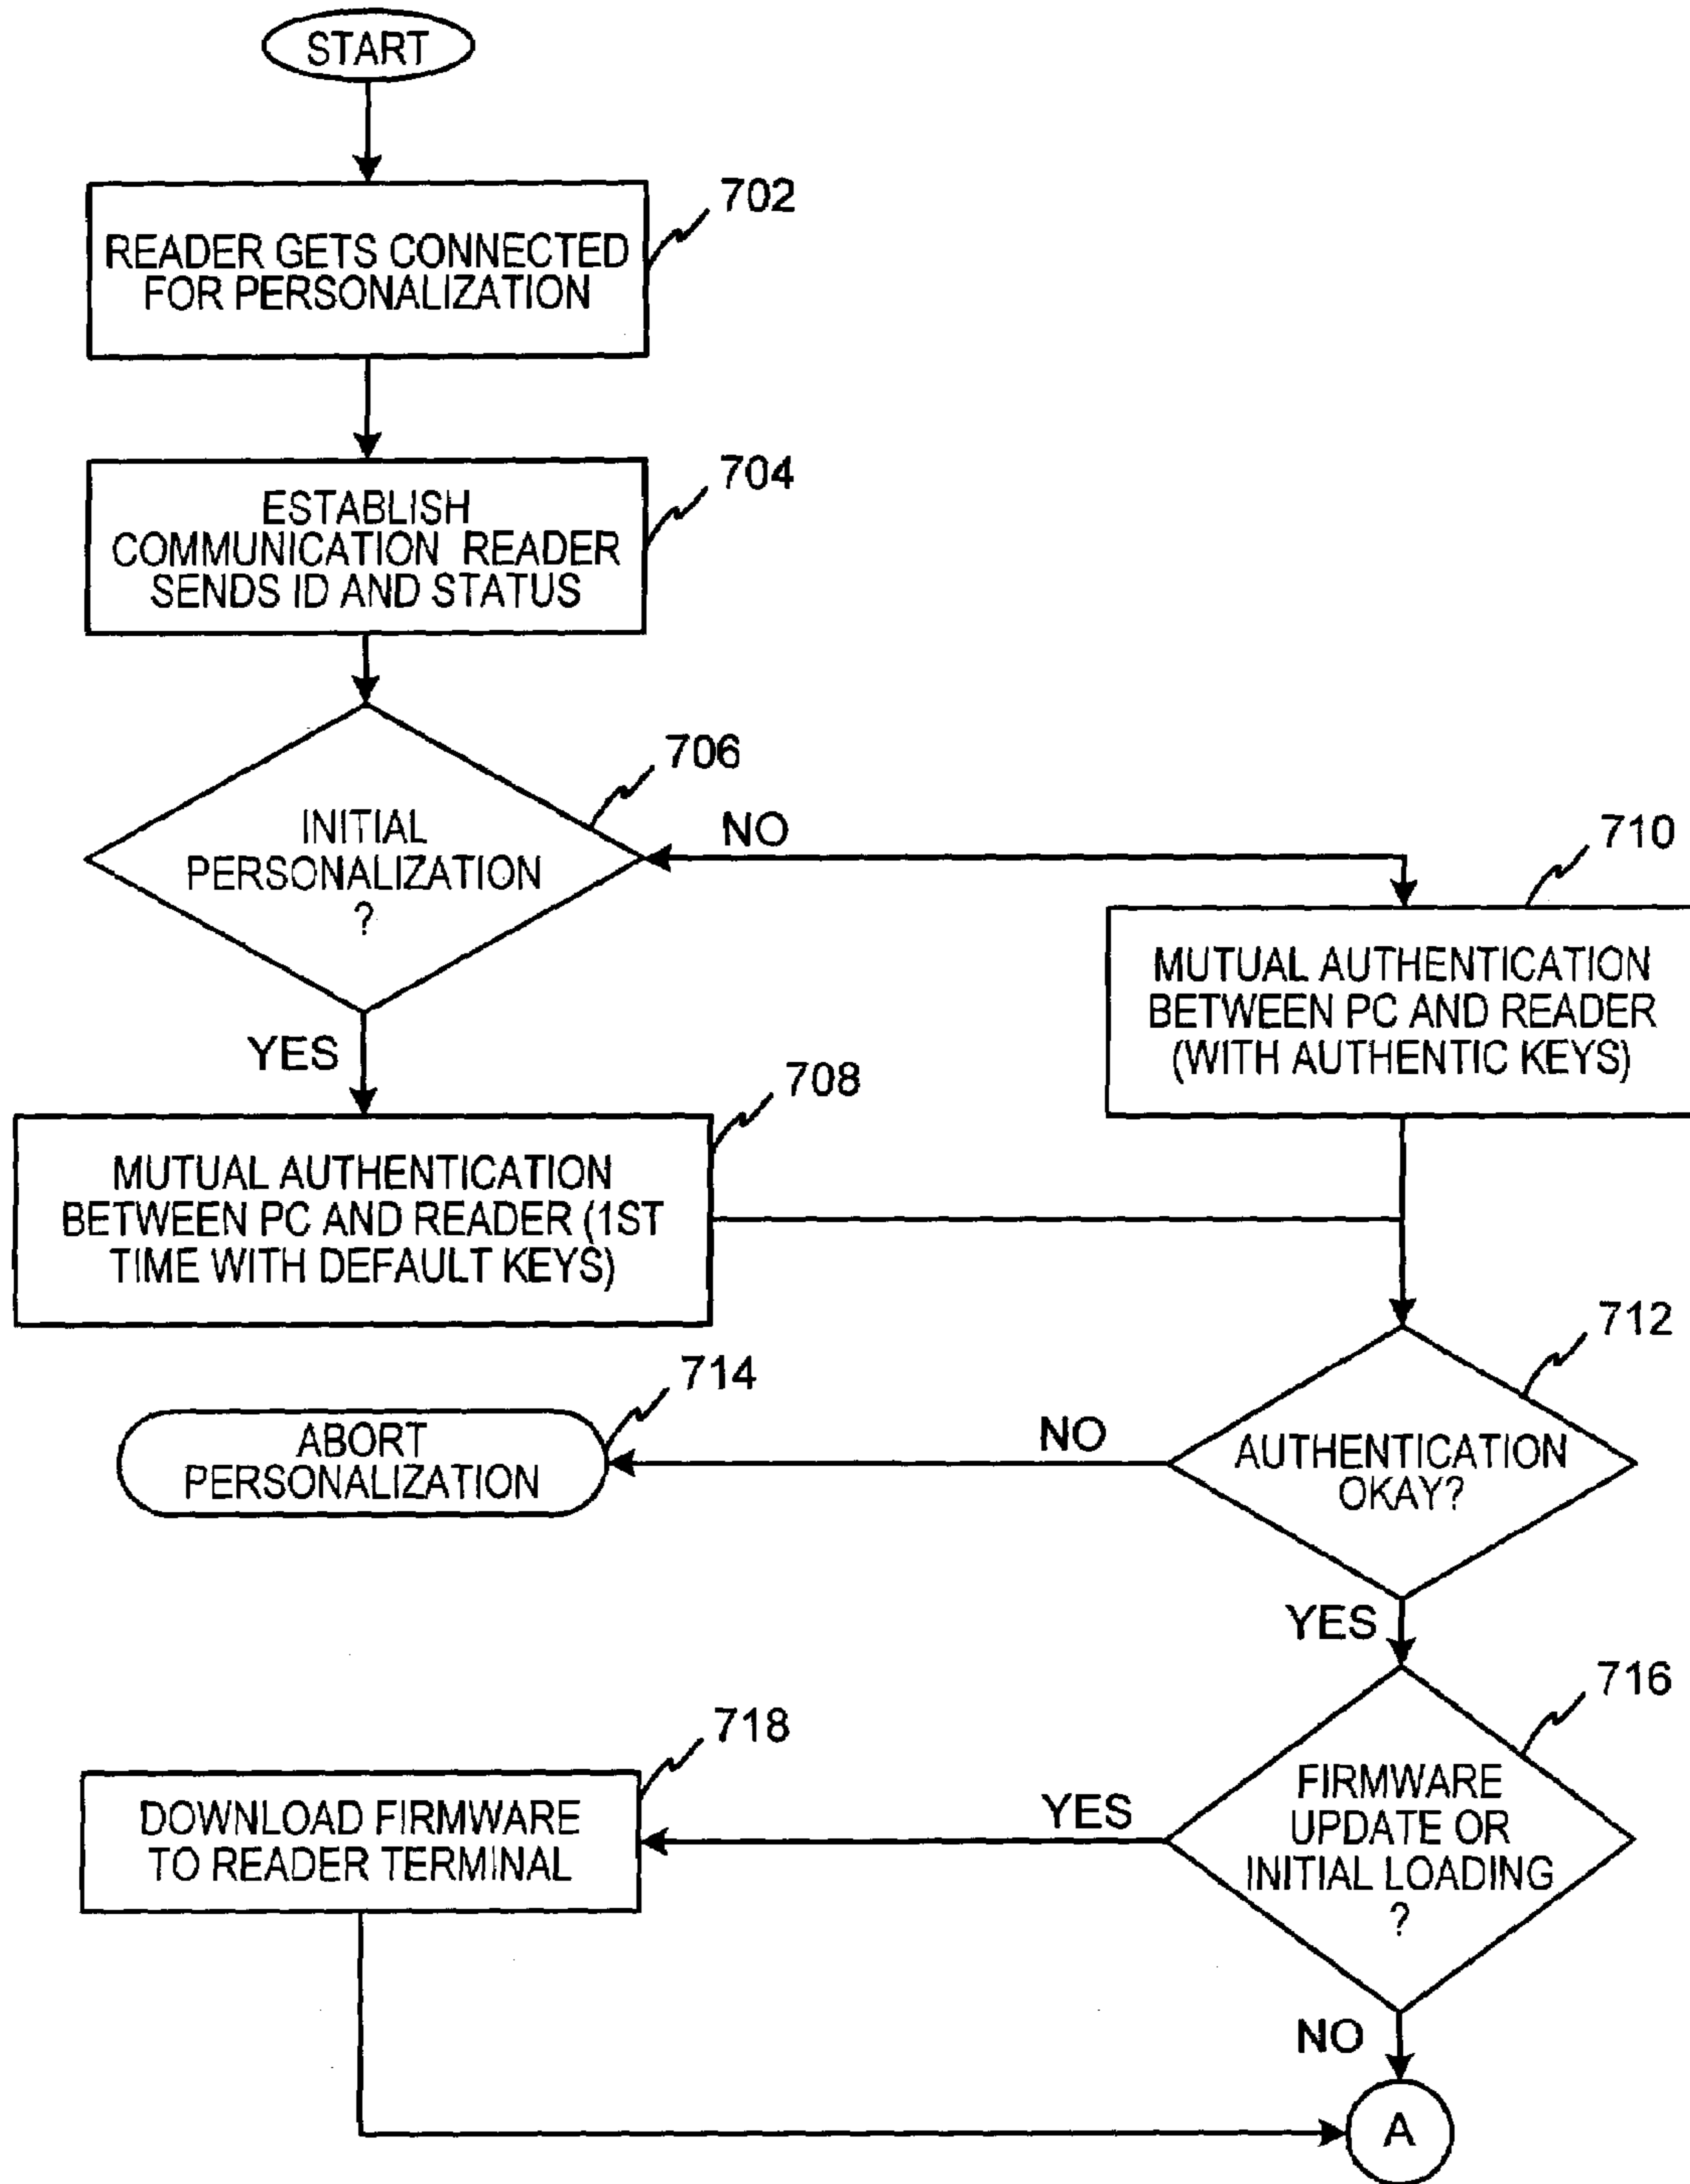 START
702
READER GETS CONNECTED
FOR PERSONALIZATION
704
ESTABLISH
COMMUNICATION READER
SENDS ID AND STATUS
706
INITIAL
PERSONALIZATION
?
NO
710
MUTUAL AUTHENTICATION
BETWEEN PC AND READER
(WITH AUTHENTIC KEYS)
YES
708
MUTUAL AUTHENTICATION
BETWEEN PC AND READER (1ST
TIME WITH DEFAULT KEYS)
712
AUTHENTICATION
OKAY?
NO
714
ABORT
PERSONALIZATION
YES
716
FIRMWARE
UPDATE OR
INITIAL LOADING
?
YES
718
DOWNLOAD FIRMWARE
TO READER TERMINAL
NO
A